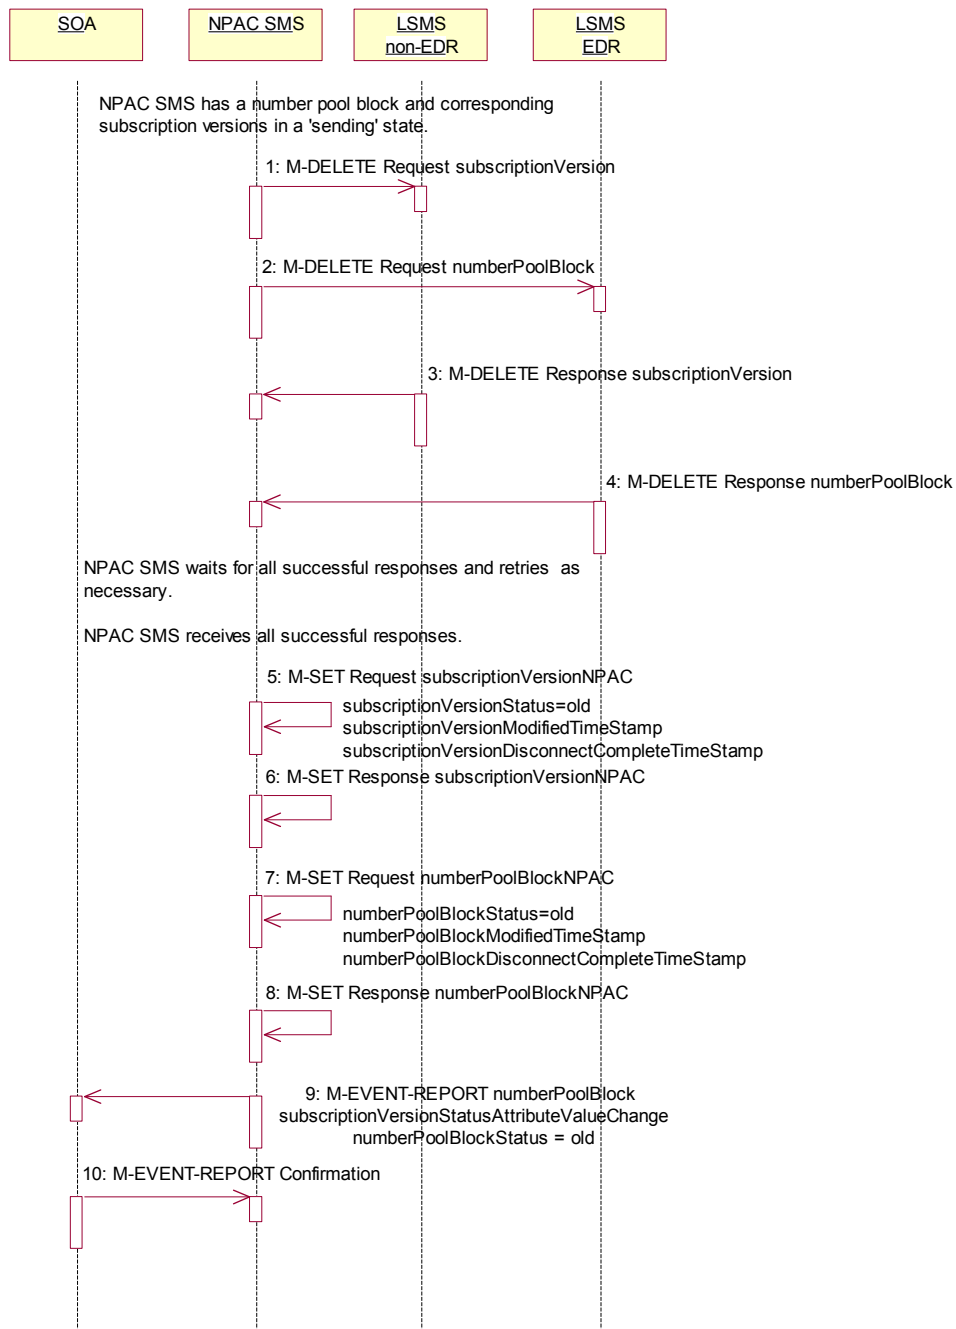 SOA
NPAC SMS
LSMS
non-EDR
LSMS
EDR
NPAC SMS has a number pool block and corresponding
subscription versions in a 'sending' state.
1: M-DELETE Request subscriptionVersion
2: M-DELETE Request numberPoolBlock
3: M-DELETE Response subscriptionVersion
4: M-DELETE Response numberPoolBlock
NPAC SMS waits for all successful responses and retries as
necessary.
NPAC SMS receives all successful responses.
5: M-SET Request subscriptionVersionNPAC
subscriptionVersionStatus=old
subscriptionVersionModifiedTimeStamp
subscriptionVersionDisconnectCompleteTimeStamp
6: M-SET Response subscriptionVersionNPAC
7: M-SET Request numberPoolBlockNPAC
numberPoolBlockStatus=old
numberPoolBlockModifiedTimeStamp
numberPoolBlockDisconnectCompleteTimeStamp
8: M-SET Response numberPoolBlockNPAC
9: M-EVENT-REPORT numberPoolBlock
subscriptionVersionStatusAttributeValueChange
numberPoolBlockStatus = old
10: M-EVENT-REPORT Confirmation